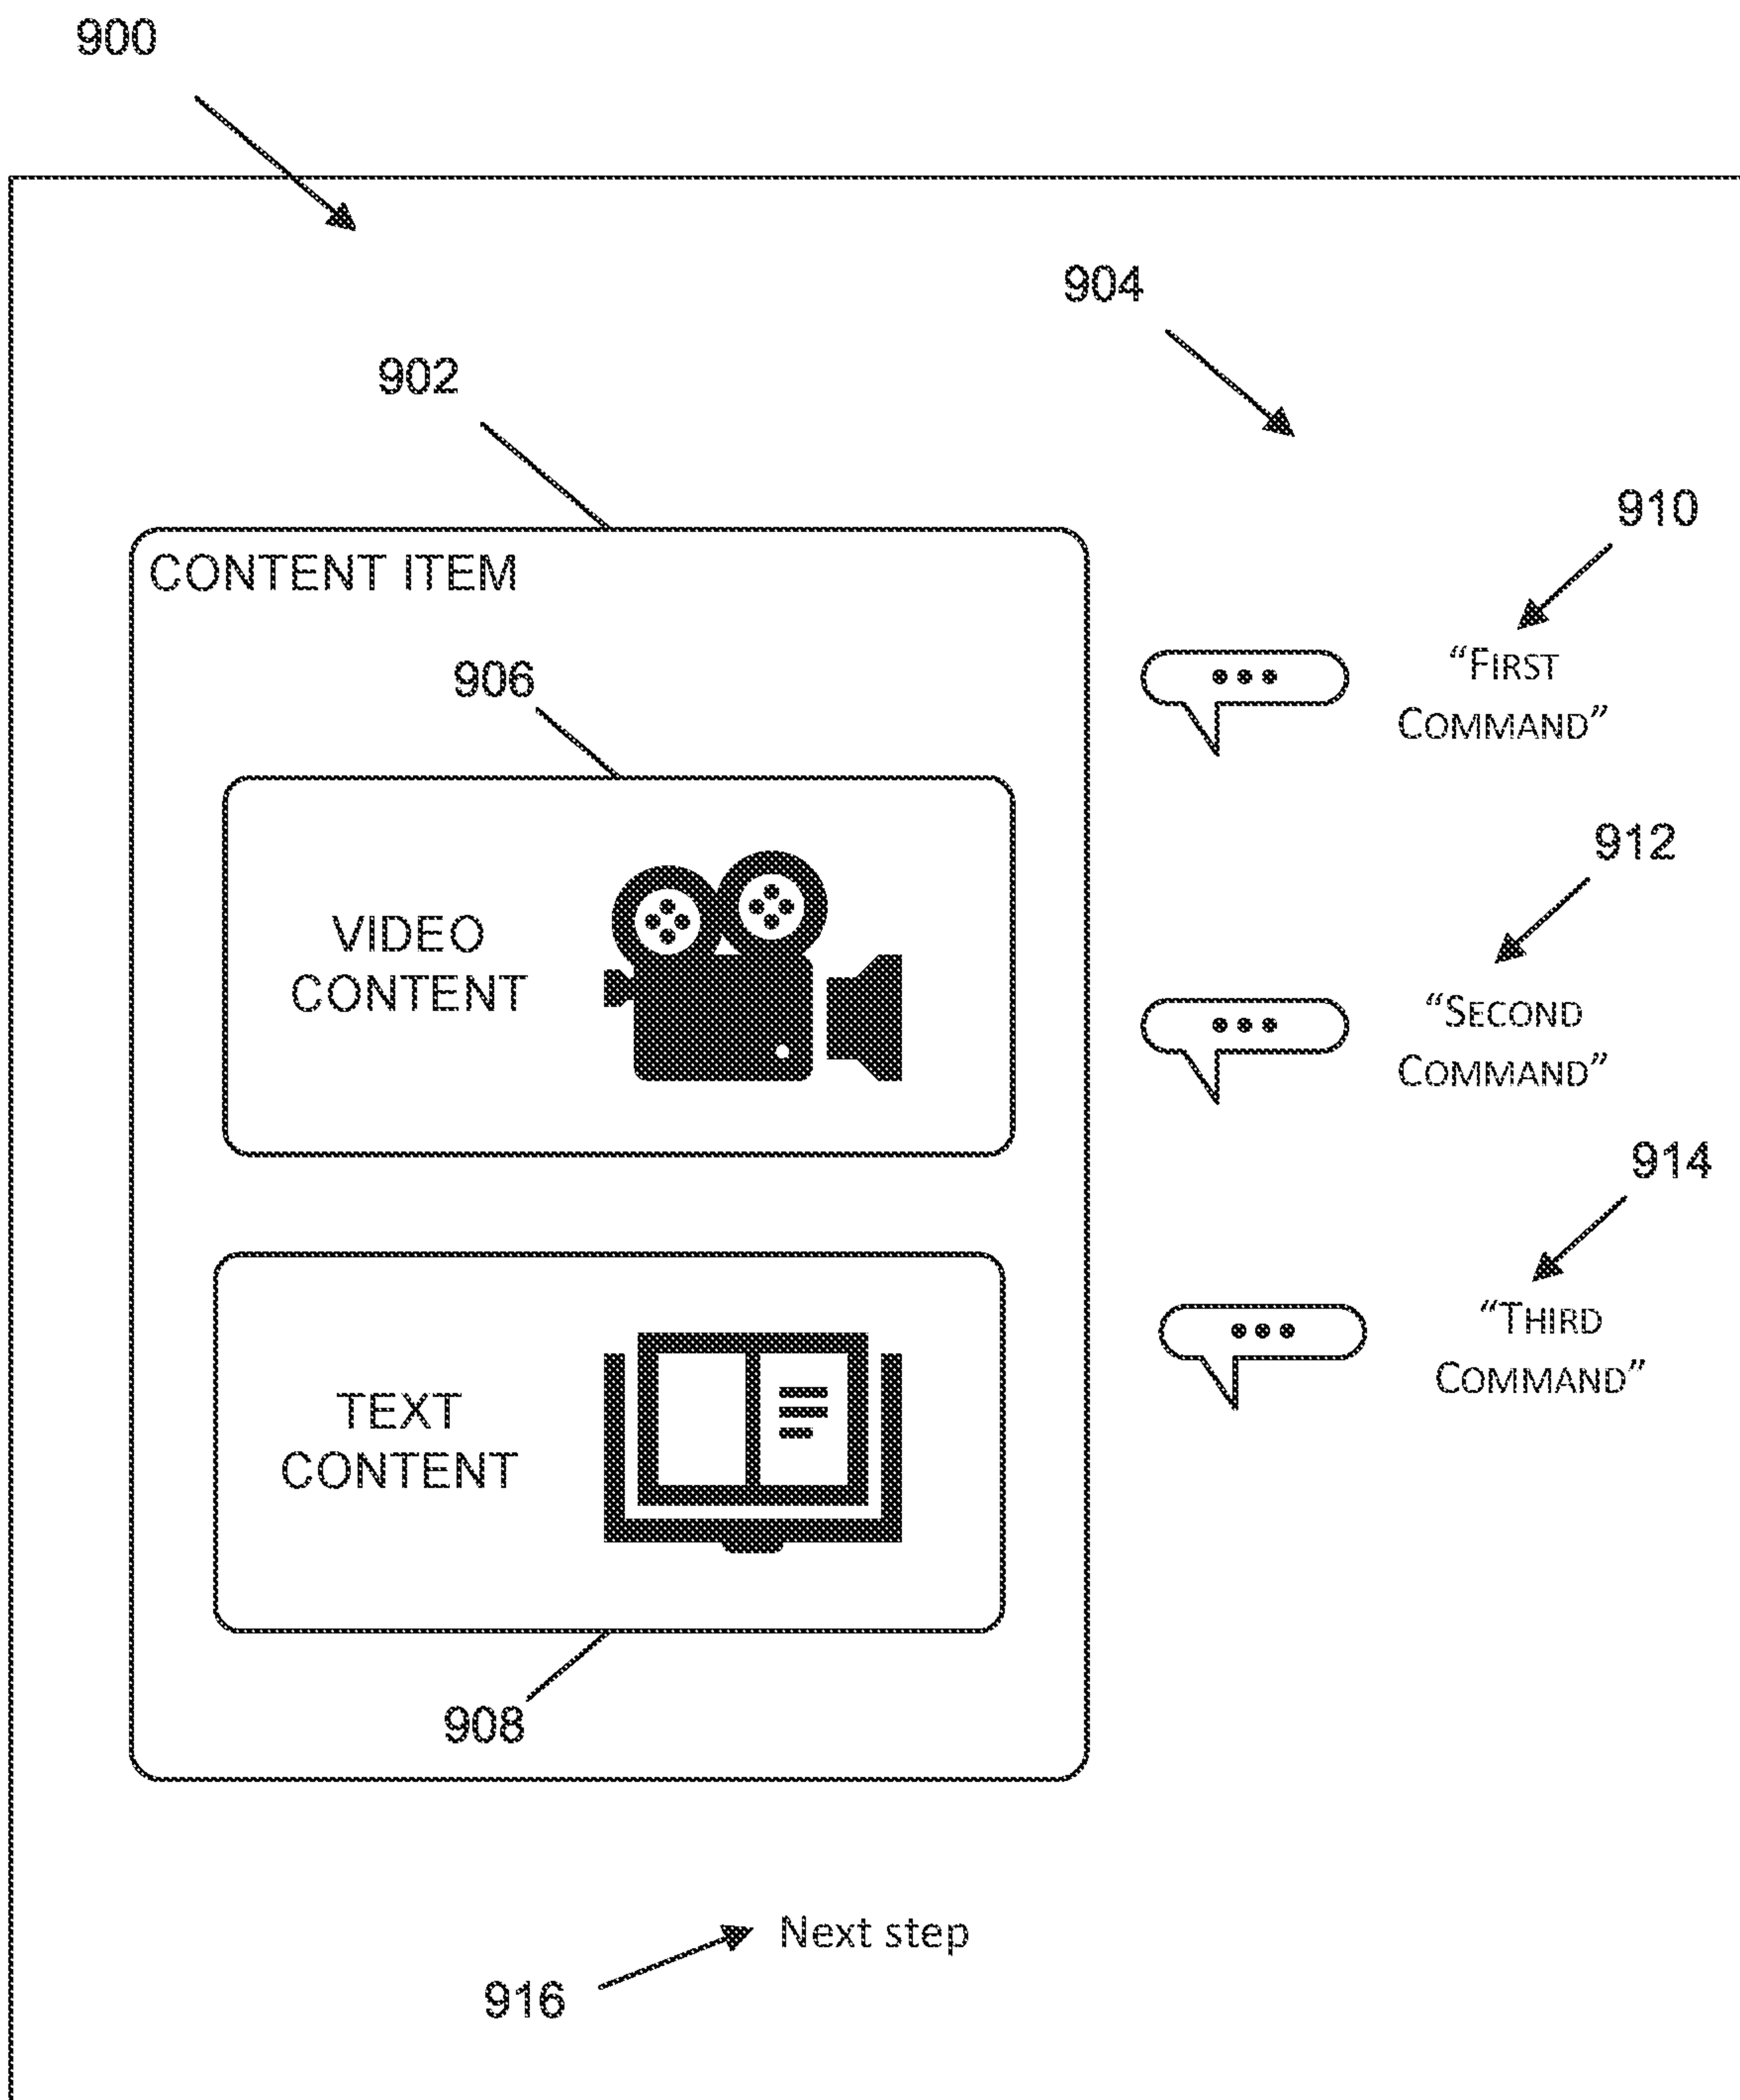 900
904
902
910
CONTENT ITEM
906
“FIRST
COMMAND”
912
VIDEO
CONTENT
“SECOND
COMMAND”
914
“THIRD
COMMAND”
TEXT
CONTENT
908
Next step
916